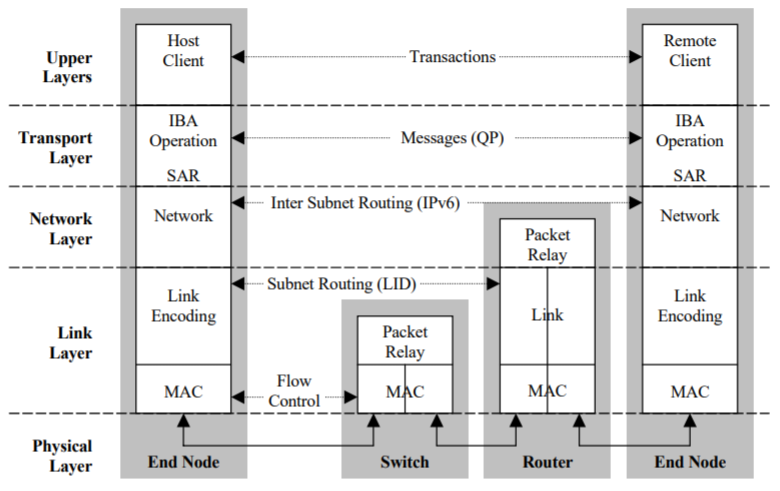 Upper
Layers
Host
Client
Transactions
Remote
Client
Transport
Layer
IBA
Operation
SAR
Messages (QP)
IBA
Operation
SAR
Network
Layer
Network
Inter Subnet Routing (IPv6)
Packet
Relay
Network
Link
Layer
Link
Encoding
Subnet Routing (LID)
Packet
Relay
Link
Link
Encoding
MAC
Flow
Control
MAC
MAC
MAC
Physical
Layer
End Node
Switch
Router
End Node